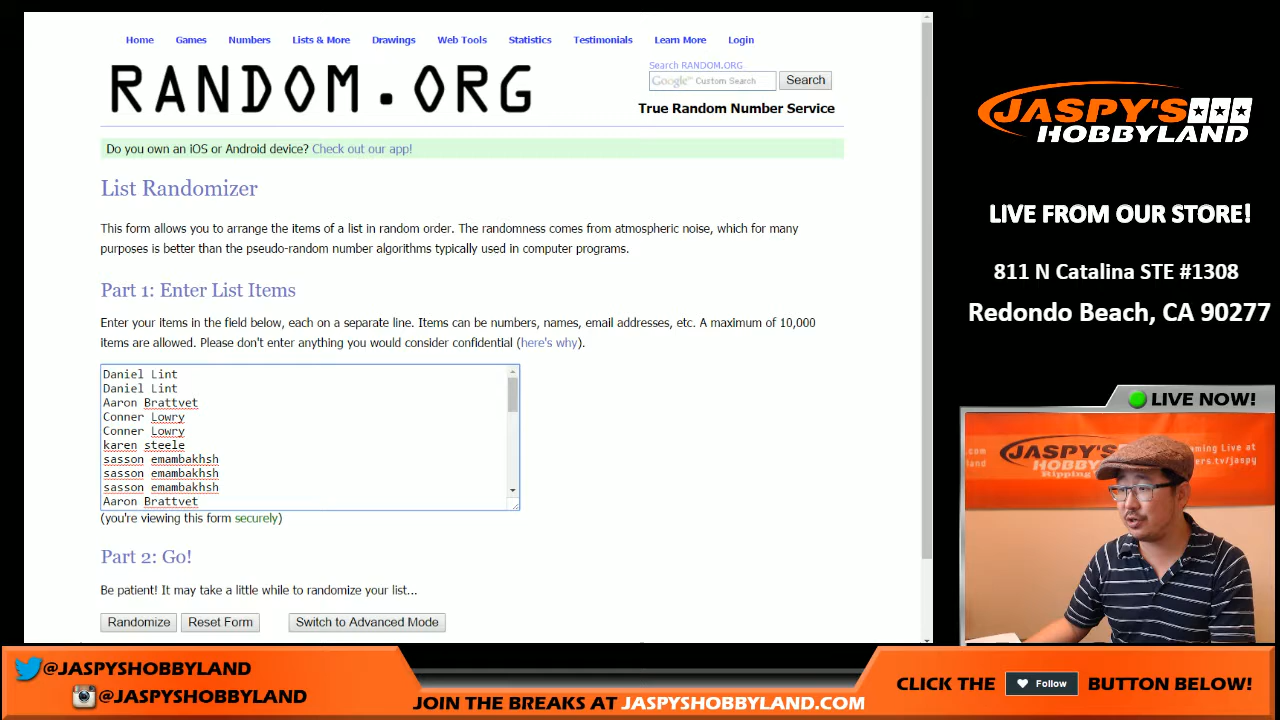 Home Games Numbers Lists & More Drawings Web Tools Statistics Testimonials Learn More Login
RANDOM.ORG
Search RANDOM.ORG
Google™ Custom Search Search
True Random Number Service
Do you own an iOS or Android device? Check out our app!
List Randomizer
This form allows you to arrange the items of a list in random order. The randomness comes from atmospheric noise, which for many
purposes is better than the pseudo-random number algorithms typically used in computer programs.
Part 1: Enter List Items
Enter your items in the field below, each on a separate line. Items can be numbers, names, email addresses, etc. A maximum of 10,000
items are allowed. Please don't enter anything you would consider confidential (here's why).
Daniel Lint
Daniel Lint
Aaron Brattvet
Conner Lowry
Conner Lowry
karen steele
sasson emambakhsh
sasson emambakhsh
sasson emambakhsh
Aaron Brattvet
(you're viewing this form securely)
Part 2: Go!
Be patient! It may take a little while to randomize your list...
Randomize Reset Form Switch to Advanced Mode
JASPY'S
HOBBYLAND
LIVE FROM OUR STORE!
811 N Catalina STE #1308
Redondo Beach, CA 90277
LIVE NOW!
JASPY'S
@JASPYSHOBBYLAND
@JASPYSHOBBYLAND
JOIN THE BREAKS AT JASPYSHOBBYLAND.COM
CLICK THE Follow BUTTON BELOW!